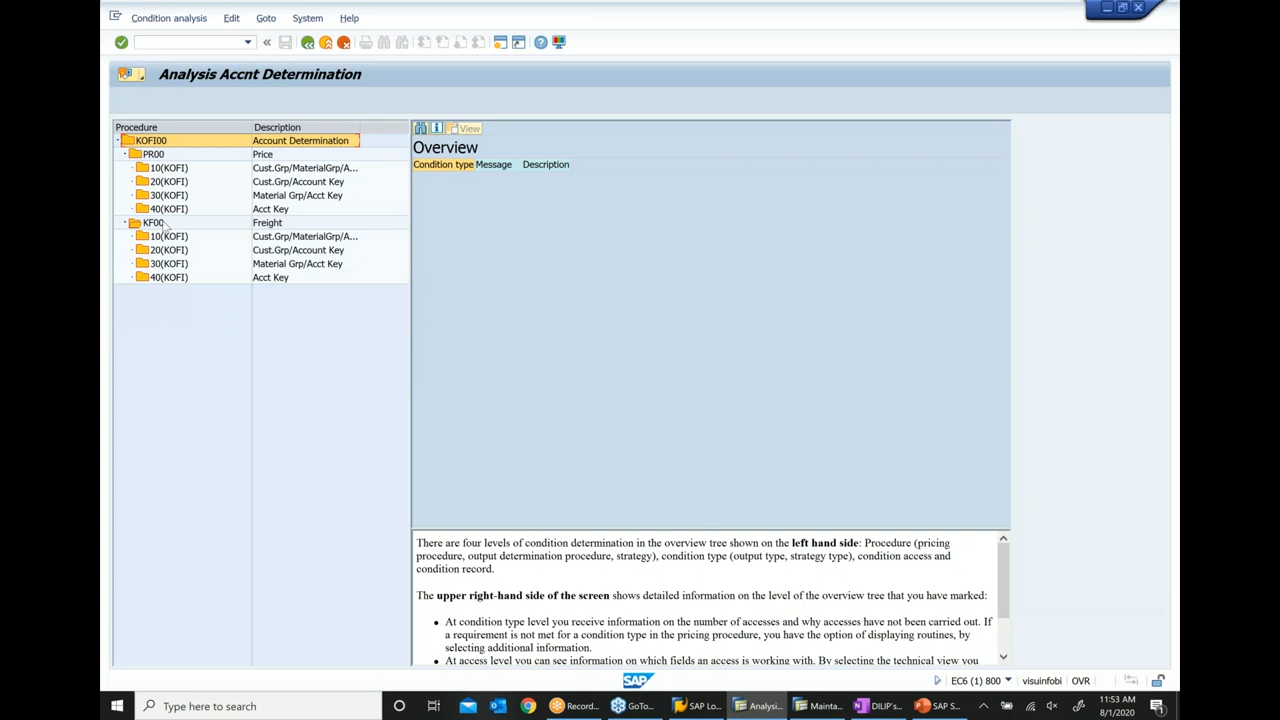 Condition analysis Edit Goto System Help
Analysis Accnt Determination
Procedure Description
KOFI00 Account Determination
PR00 Price
10(KOFI) Cust.Grp/MaterialGrp/A...
20(KOFI) Cust.Grp/Account Key
30(KOFI) Material Grp/Acct Key
40(KOFI) Acct Key
KF00 Freight
10(KOFI) Cust.Grp/MaterialGrp/A...
20(KOFI) Cust.Grp/Account Key
30(KOFI) Material Grp/Acct Key
40(KOFI) Acct Key
View
Overview
Condition type Message Description
There are four levels of condition determination in the overview tree shown on the left hand side: Procedure (pricing
procedure, output determination procedure, strategy), condition type (output type, strategy type), condition access and
condition record.
The upper right-hand side of the screen shows detailed information on the level of the overview tree that you have marked:
• At condition type level you receive information on the number of accesses and why accesses have not been carried out. If
a requirement is not met for a condition type in the pricing procedure, you have the option of displaying routines, by
selecting additional information.
• At access level you can see information on which fields an access is working with. By selecting the technical view you
SAP
EC6 (1) 800 visuinfobi OVR
Type here to search
Record...
GoTo...
SAP Lo...
Analysi...
Mainta...
DILIP's...
SAP S...
11:53 AM
8/1/2020
1